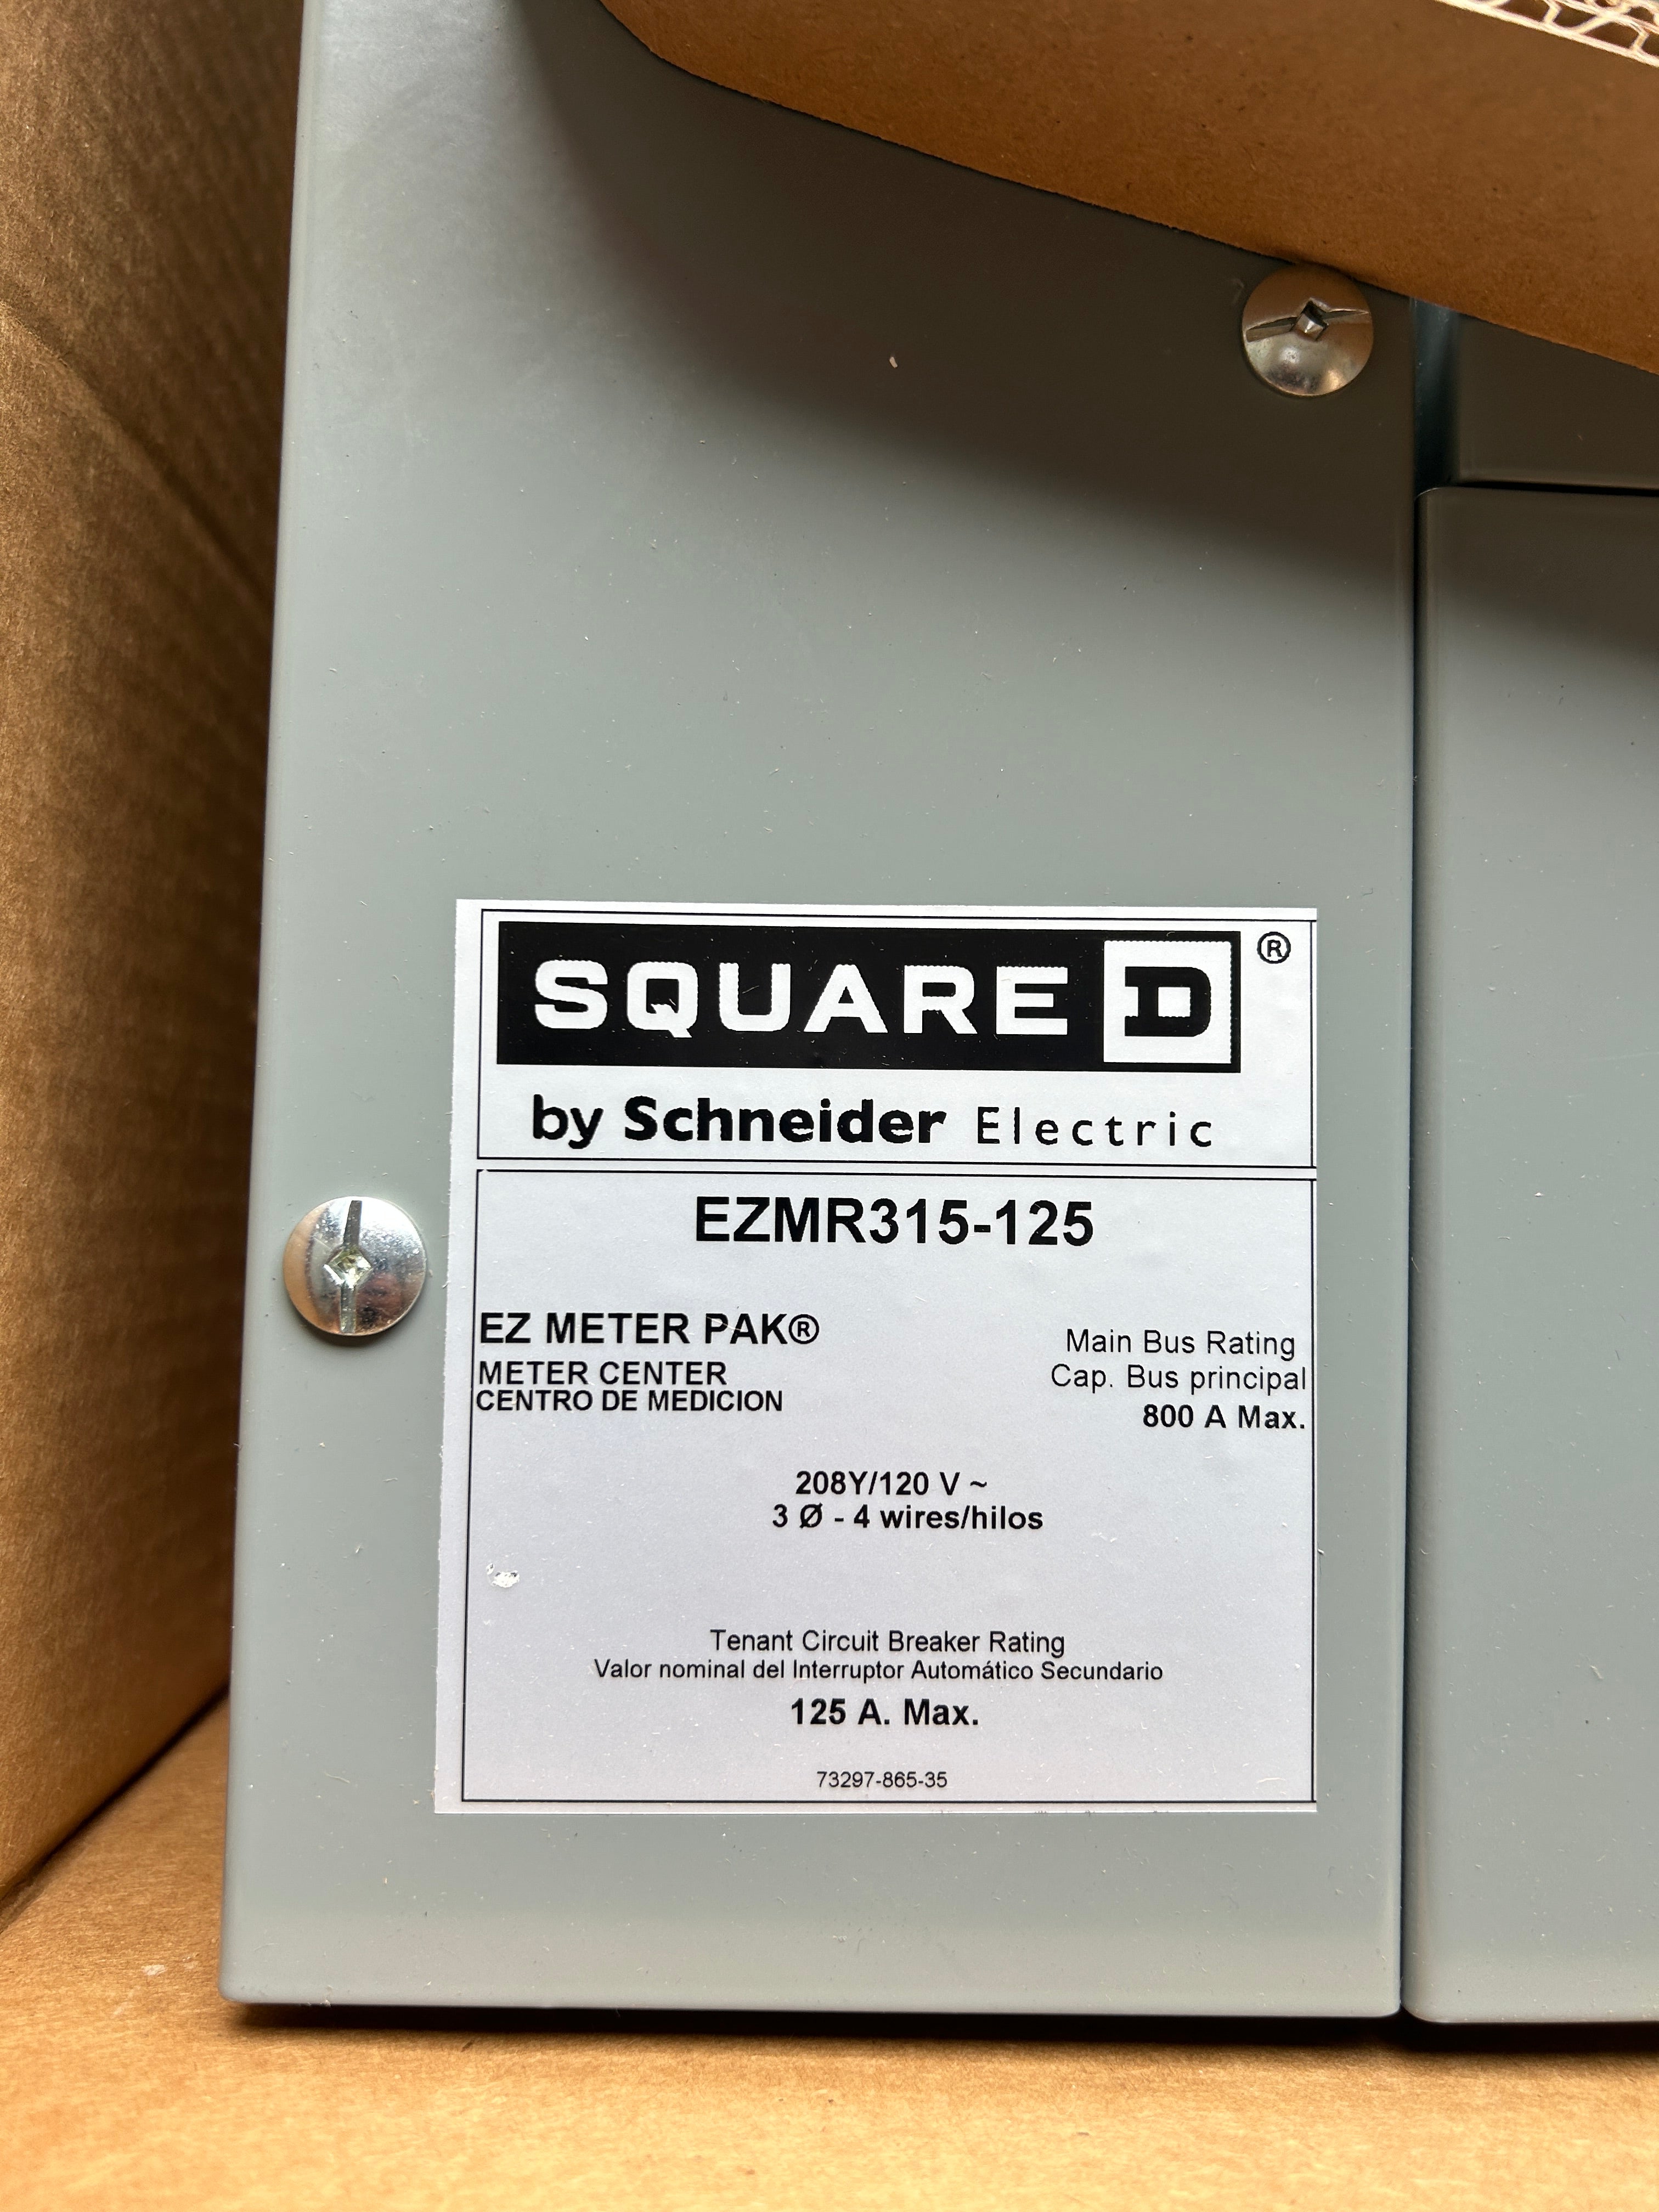 SQUARE D ®
by Schneider Electric
EZMR315-125
EZ METER PAK®
METER CENTER
CENTRO DE MEDICION
Main Bus Rating
Cap. Bus principal
800 A Max.
208Y/120 V ~
3 Ø - 4 wires/hilos
Tenant Circuit Breaker Rating
Valor nominal del Interruptor Automático Secundario
125 A. Max.
73297-865-35